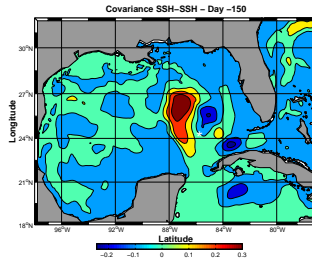 Covariance SSH-SSH - Day -150
Longitude
30°N
27°N
24°N
21°N
18°N
96°W 92°W 88°W 84°W 80°W
Latitude
-0.2 -0.1 0 0.1 0.2 0.3